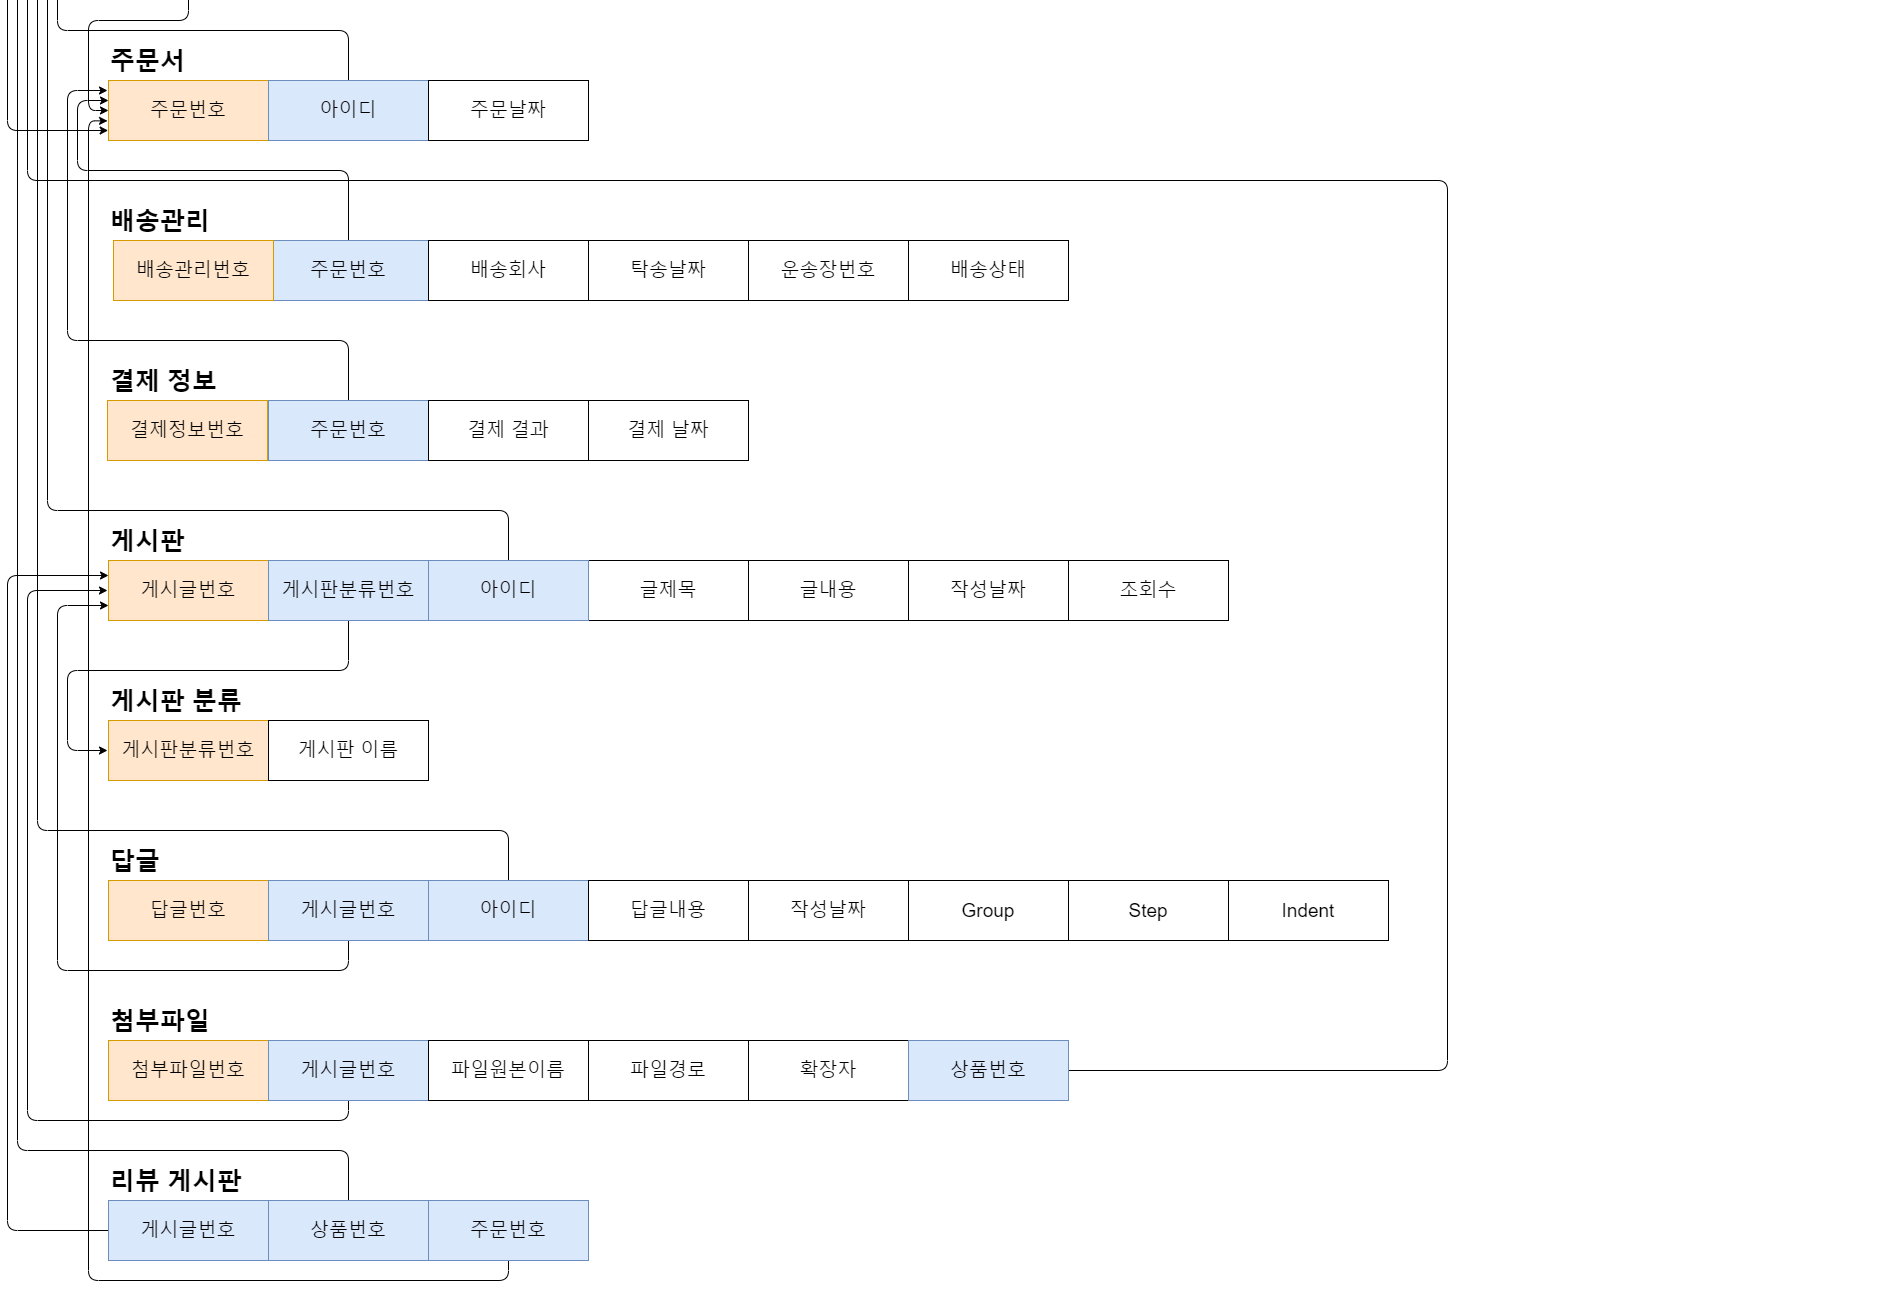 주문서
주문번호 아이디 주문날짜
배송관리
배송관리번호 주문번호 배송회사 탁송날짜 운송장번호 배송상태
결제 정보
결제정보번호 주문번호 결제 결과 결제 날짜
게시판
게시글번호 게시판분류번호 아이디 글제목 글내용 작성날짜 조회수
게시판 분류
게시판분류번호 게시판 이름
답글
답글번호 게시글번호 아이디 답글내용 작성날짜 Group Step Indent
첨부파일
첨부파일번호 게시글번호 파일원본이름 파일경로 확장자 상품번호
리뷰 게시판
게시글번호 상품번호 주문번호